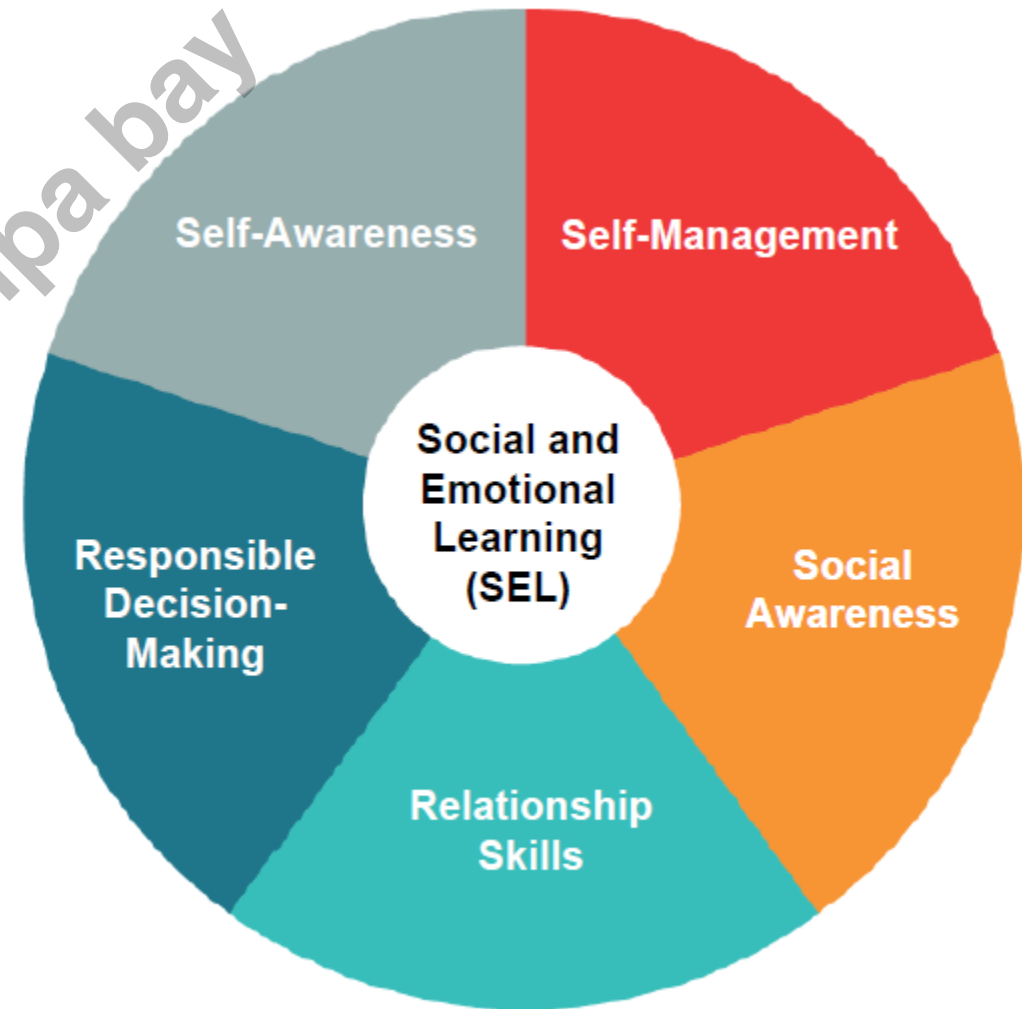 pa bay
Self-Awareness
Self-Management
Social and
Emotional
Learning
(SEL)
Social
Awareness
Responsible
Decision-
Making
Relationship
Skills